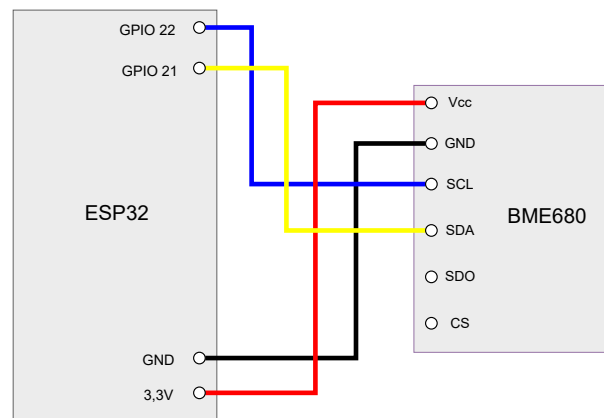 GPIO 22
GPIO 21
ESP32
GND
3,3V
Vcc
GND
SCL
SDA
SDO
CS
BME680